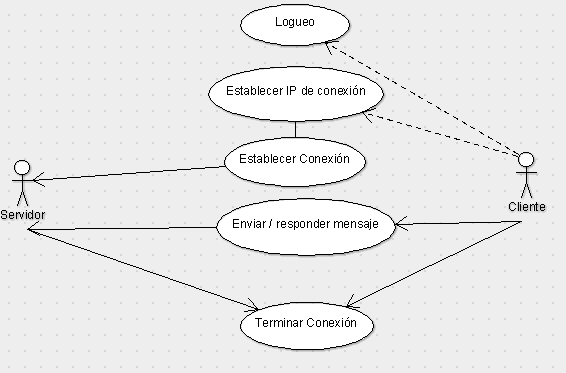 Logueo
Establecer IP de conexión
Establecer Conexión
Servidor
Cliente
Enviar / responder mensaje
Terminar Conexión